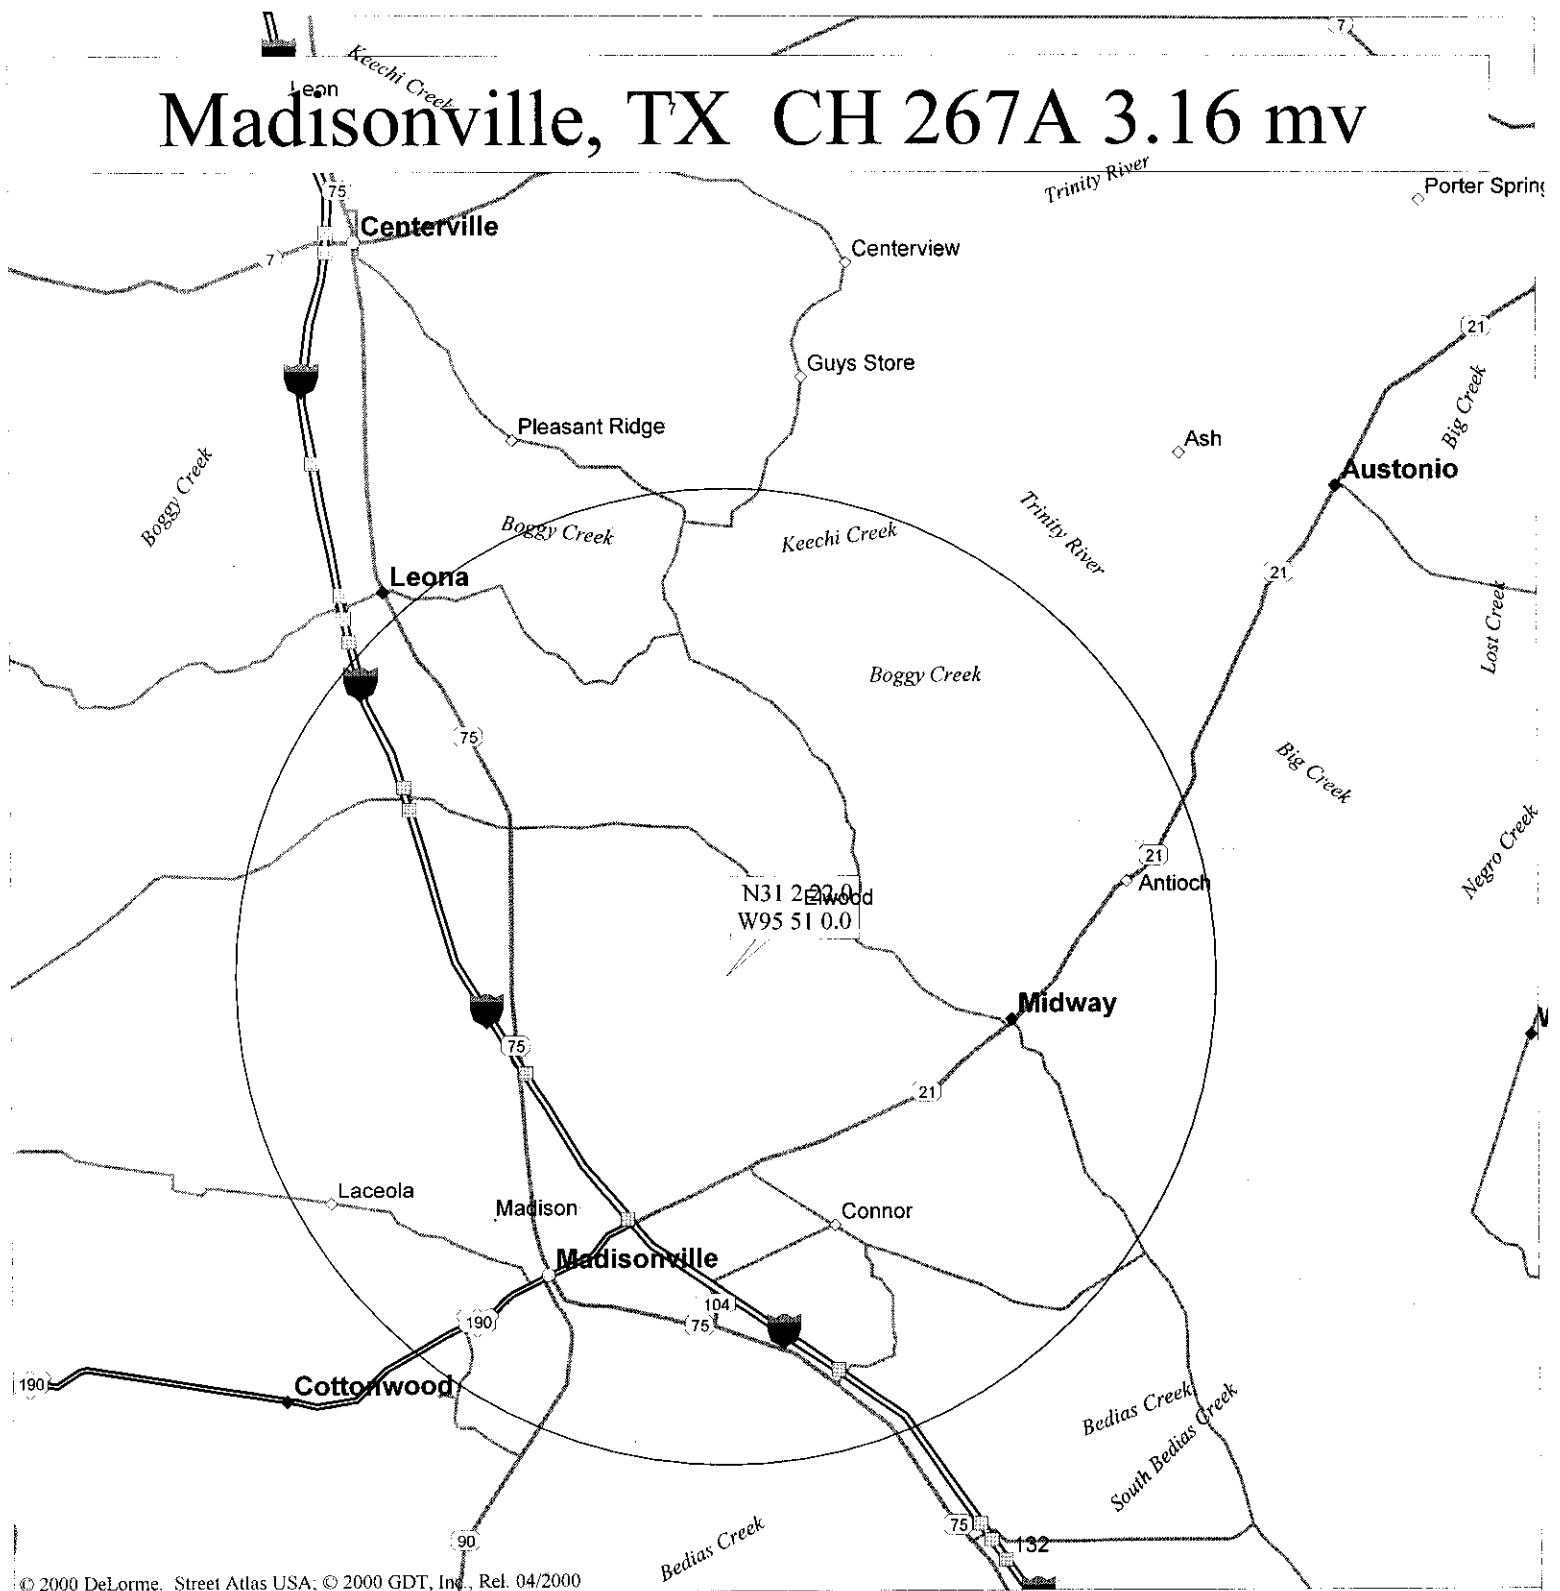 7
Keechi Creek
Leon
Madisonville, TX CH 267A 3.16 mv
Trinity River
75
Porter Spring
Centerville
7
Centerview
21
Guys Store
Big Creek
Pleasant Ridge
Ash
Austonio
Boggy Creek
Boggy Creek
Keechi Creek
Trinity River
21
Leona
Lost Creek
Boggy Creek
75
Big Creek
Negro Creek
21
Antioch
N31 2 22.0
Elwood
W95 51 0.0
Midway
75
21
Laceola
Madison
Connor
Madisonville
104
190
75
190
Cottonwood
Bedias Creek
South Bedias Creek
75
90
Bedias Creek
132
© 2000 DeLorme. Street Atlas USA; © 2000 GDT, Inc., Rel. 04/2000